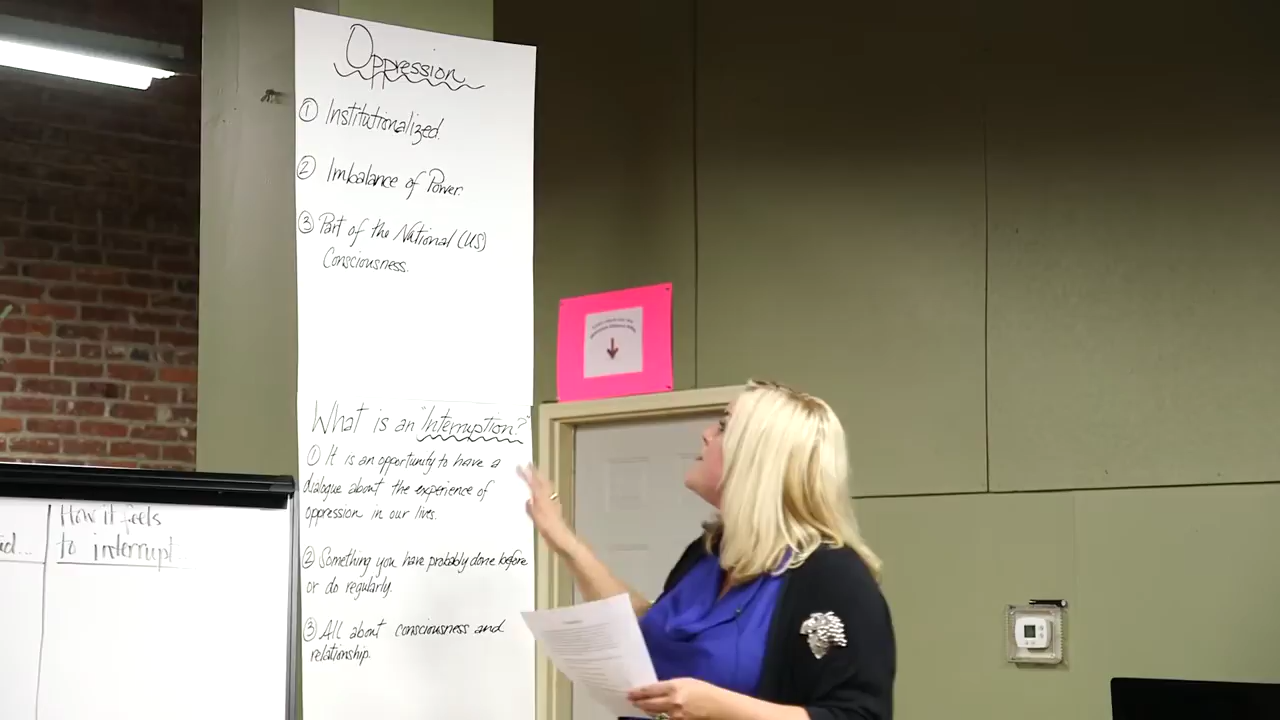 Oppression
① Institutionalized.
② Imbalance of Power.
③ Part of the National (US)
Consciousness.
What is an "Interruption?"
① It is an opportunity to have a
dialogue about the experience of
oppression in our lives.
② Something you have probably done before
or do regularly.
③ All about consciousness and
relationship.
How it feels
to interrupt